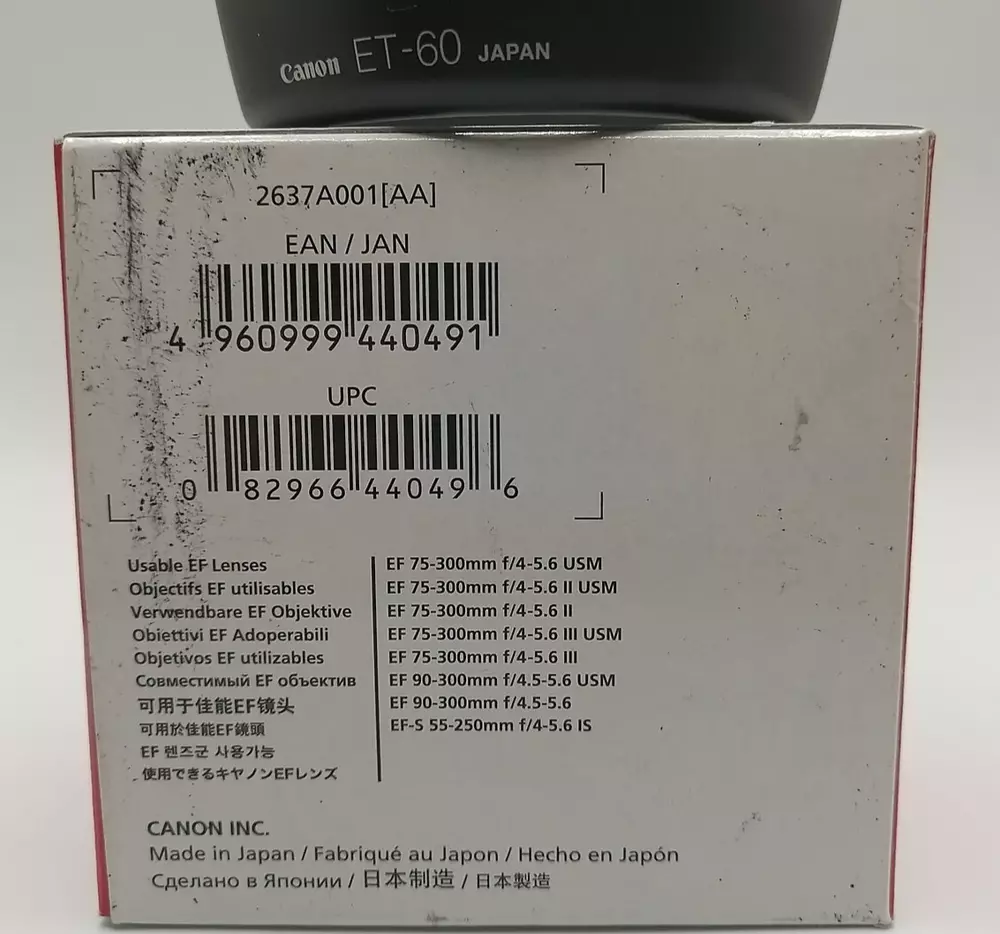 Canon ET-60 JAPAN
2637A001[AA]
EAN / JAN
4 960999 440491
UPC
0 82966 44049 6
Usable EF Lenses
Objectifs EF utilisables
Verwendbare EF Objektive
Obiettivi EF Adoperabili
Objetivos EF utilizables
Совместимый EF объектив
可用于佳能EF镜头
可用於佳能EF鏡頭
EF 렌즈군 사용가능
使用できるキヤノンEFレンズ
EF 75-300mm f/4-5.6 USM
EF 75-300mm f/4-5.6 II USM
EF 75-300mm f/4-5.6 II
EF 75-300mm f/4-5.6 III USM
EF 75-300mm f/4-5.6 III
EF 90-300mm f/4.5-5.6 USM
EF 90-300mm f/4.5-5.6
EF-S 55-250mm f/4-5.6 IS
CANON INC.
Made in Japan / Fabriqué au Japon / Hecho en Japón
Сделано в Японии / 日本制造 / 日本製造